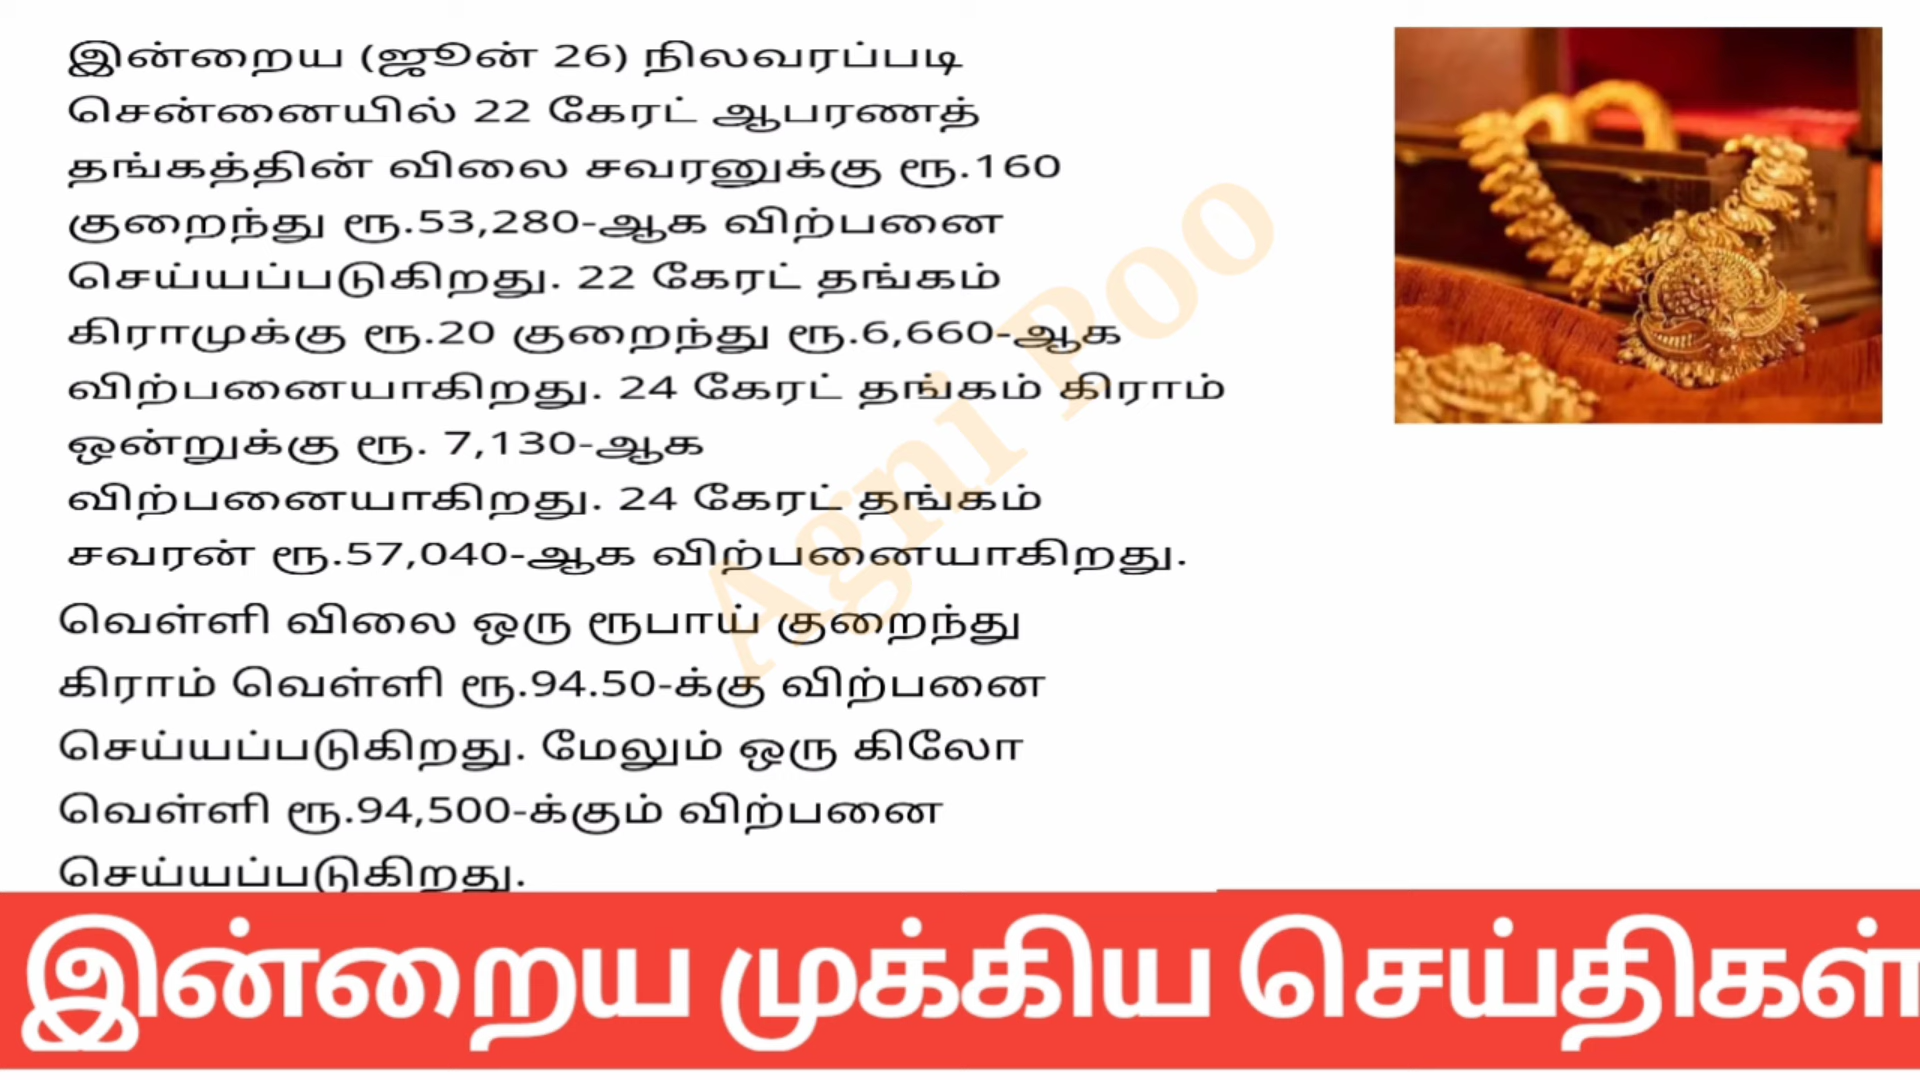 இன்றைய (ஜூன் 26) நிலவரப்படி
சென்னையில் 22 கேரட் ஆபரணத்
தங்கத்தின் விலை சவரனுக்கு ரூ.160
குறைந்து ரூ.53,280-ஆக விற்பனை
செய்யப்படுகிறது. 22 கேரட் தங்கம்
கிராமுக்கு ரூ.20 குறைந்து ரூ.6,660-ஆக
விற்பனையாகிறது. 24 கேரட் தங்கம் கிராம்
ஒன்றுக்கு ரூ. 7,130-ஆக
விற்பனையாகிறது. 24 கேரட் தங்கம்
சவரன் ரூ.57,040-ஆக விற்பனையாகிறது.
வெள்ளி விலை ஒரு ரூபாய் குறைந்து
கிராம் வெள்ளி ரூ.94.50-க்கு விற்பனை
செய்யப்படுகிறது. மேலும் ஒரு கிலோ
வெள்ளி ரூ.94,500-க்கும் விற்பனை
செய்யப்படுகிறது.
Agni Poo
இன்றைய முக்கிய செய்திகள்